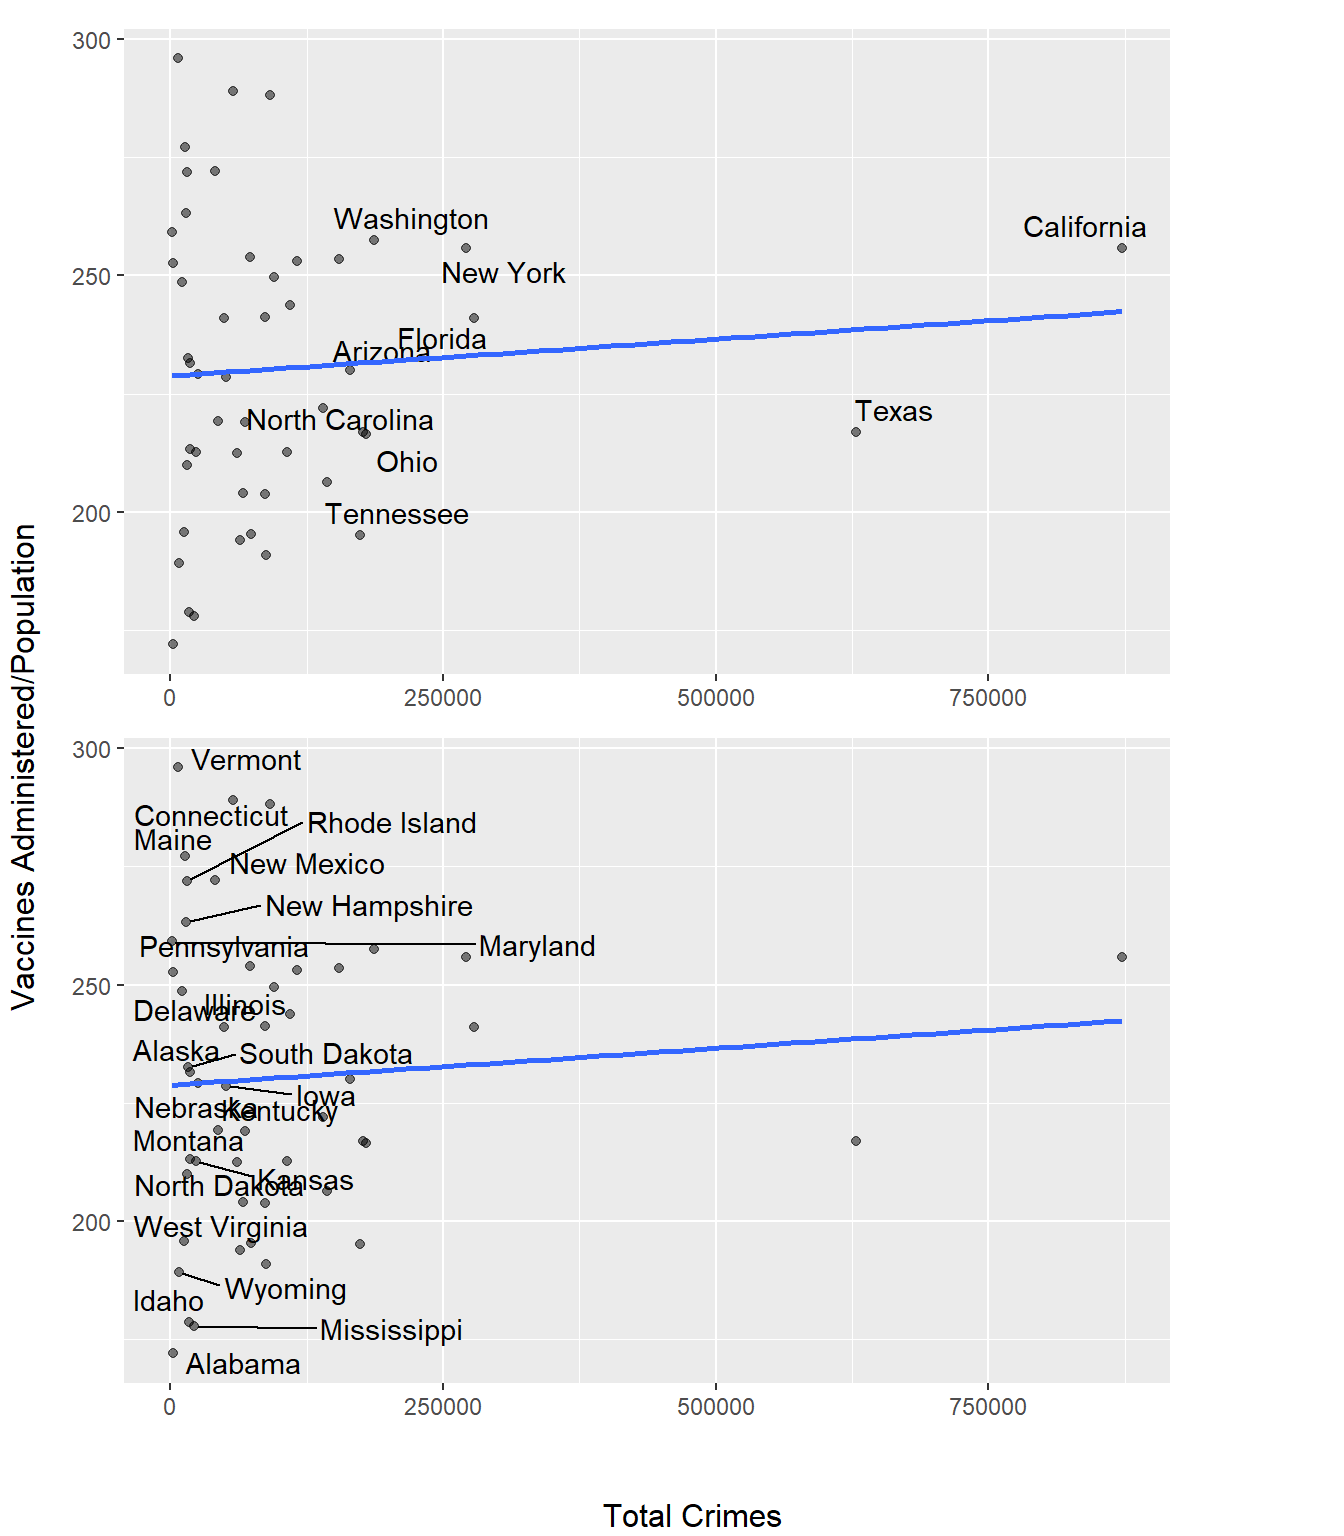 300
Washington
California
New York
250
Florida
Arizona
Texas
North Carolina
Ohio
Tennessee
200
0
250000
500000
750000
Vaccines Administered/Population
300
Vermont
Connecticut
Rhode Island
Maine
New Mexico
New Hampshire
Pennsylvania
Maryland
250
Illinois
Delaware
Alaska
South Dakota
Iowa
Nebraska
Kentucky
Montana
Kansas
North Dakota
200
West Virginia
Wyoming
Idaho
Mississippi
Alabama
0
250000
500000
750000
Total Crimes